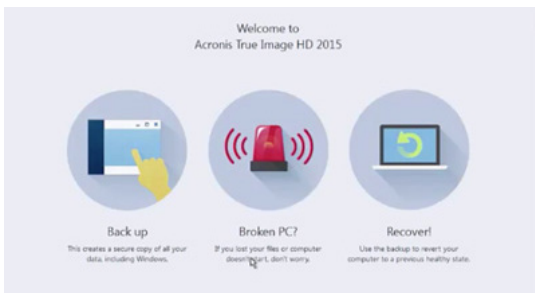 Welcome to
Acronis True Image HD 2015
Back up
This creates a secure copy of all your
data, including Windows.
Broken PC?
If you lost your files or computer
doesn't start, don't worry.
Recover!
Use the backup to revert your
computer to a previous healthy state.